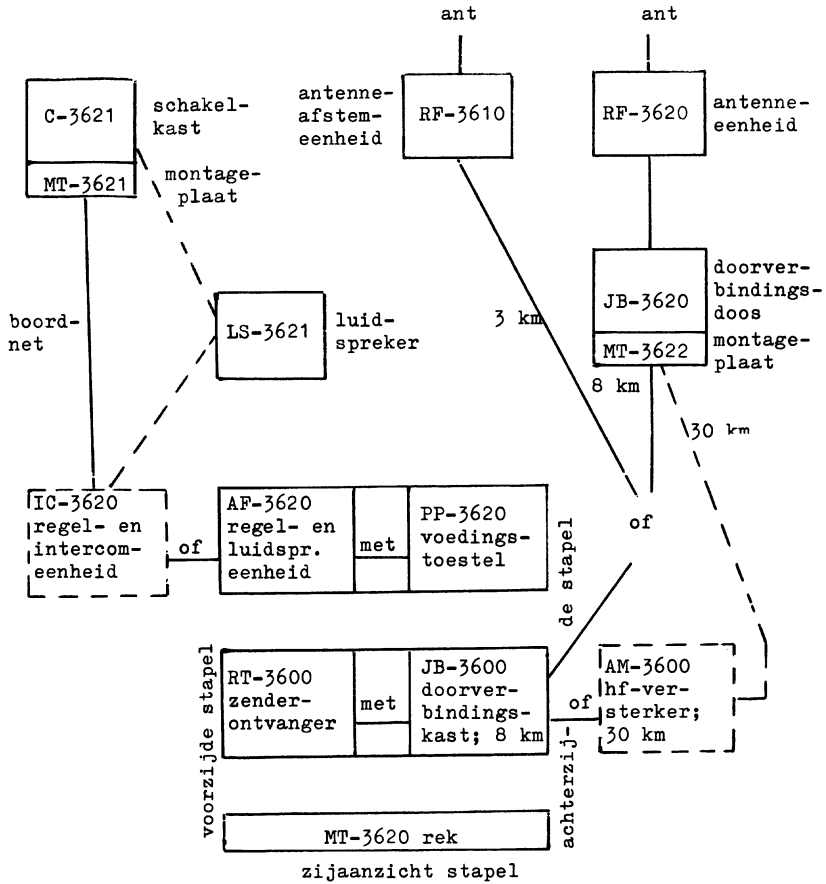 ant
ant
C-3621
schakel-
kast
MT-3621
montage-
plaat
antenne-
afstem-
eenheid
RF-3610
RF-3620
antenne-
eenheid
JB-3620
doorver-
bindings-
doos
MT-3622
montage-
plaat
boord-
net
LS-3621
luid-
spreker
3 km
8 km
30 km
IC-3620
regel- en
intercom-
eenheid
of
AF-3620
regel- en
luidspr.
eenheid
met
PP-3620
voedings-
toestel
of
voorzijde stapel
RT-3600
zender-
ontvanger
met
JB-3600
doorver-
bindings-
kast; 8 km
achterzij-
de stapel
of
AM-3600
hf-ver-
sterker;
30 km
MT-3620 rek
zijaanzicht stapel